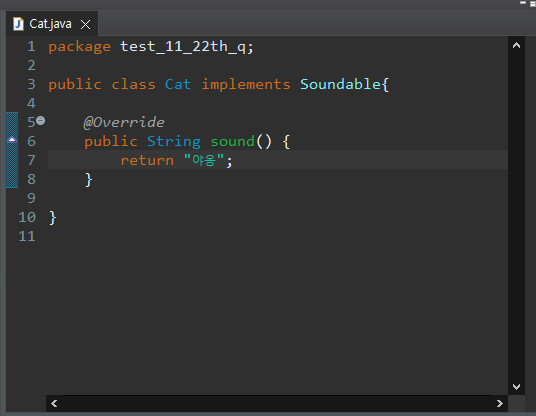 Cat.java
1 package test_11_22th_q;
2
3 public class Cat implements Soundable{
4
5 @Override
6 public String sound() {
7 return "야옹";
8 }
9
10 }
11